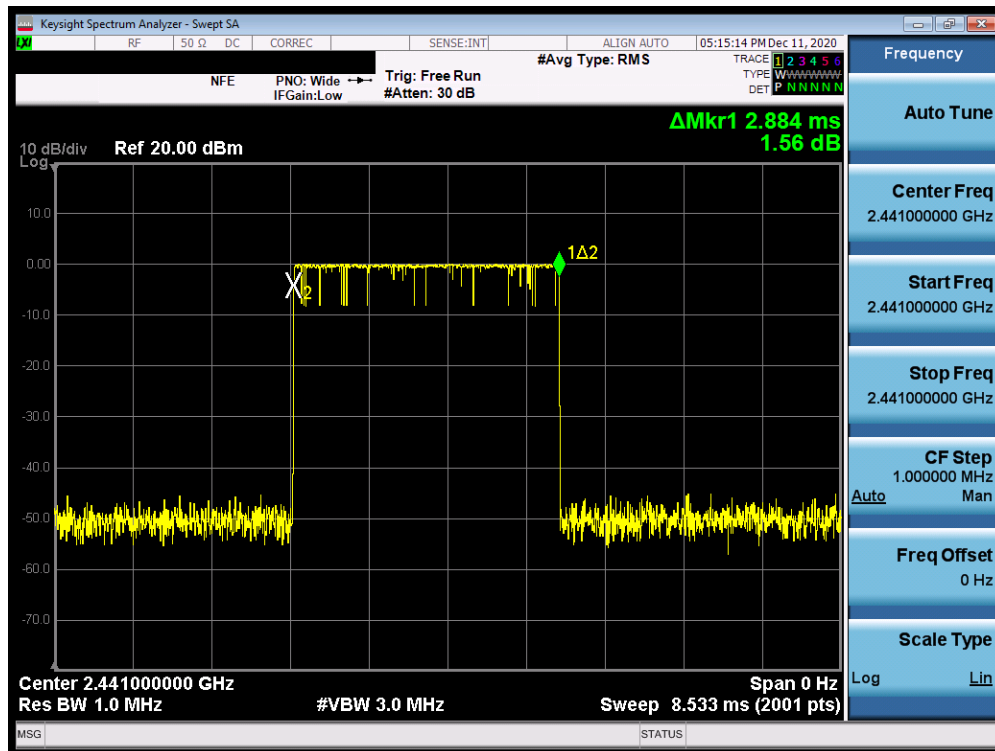 Keysight Spectrum Analyzer - Swept SA
LXI RF 50 Ω DC CORREC SENSE:INT ALIGN AUTO 05:15:14 PM Dec 11, 2020
Frequency
NFE PNO: Wide Trig: Free Run #Avg Type: RMS TRACE 1 2 3 4 5 6
IFGain:Low #Atten: 30 dB TYPE WWWWWW
DET P N N N N N
Auto Tune
ΔMkr1 2.884 ms
1.56 dB
10 dB/div Ref 20.00 dBm
Log
10.0
0.00
-10.0
-20.0
-30.0
-40.0
-50.0
-60.0
-70.0
1Δ2
2
Center Freq
2.441000000 GHz
Start Freq
2.441000000 GHz
Stop Freq
2.441000000 GHz
CF Step
1.000000 MHz
Auto Man
Freq Offset
0 Hz
Scale Type
Log Lin
Center 2.441000000 GHz Span 0 Hz
Res BW 1.0 MHz #VBW 3.0 MHz Sweep 8.533 ms (2001 pts)
MSG STATUS